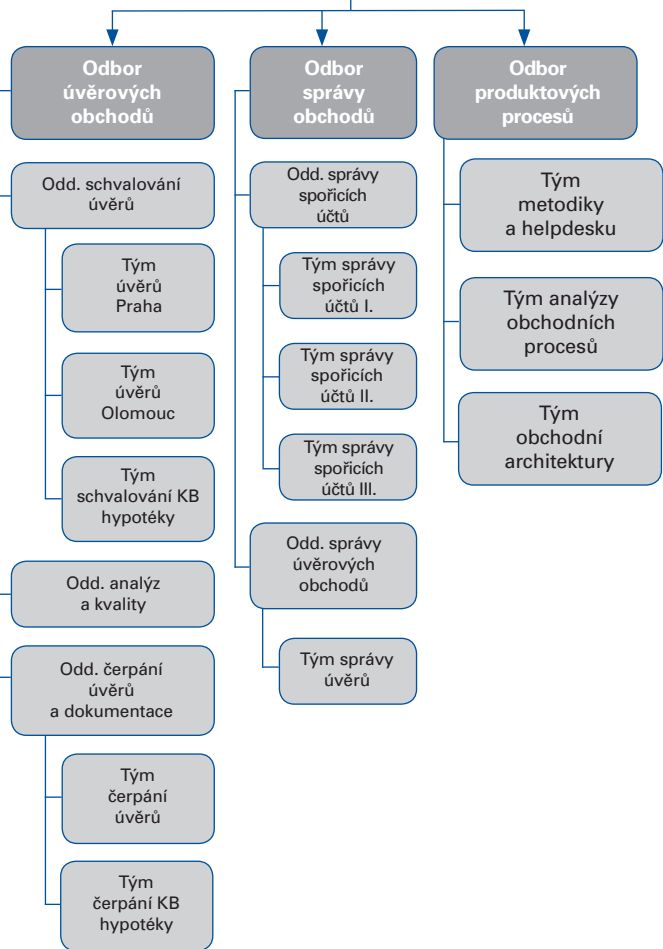 Odbor
úvěrových
obchodů
Odd. schvalování
úvěrů
Tým
úvěrů
Praha
Tým
úvěrů
Olomouc
Tým
schvalování KB
hypotéky
Odd. analýz
a kvality
Odd. čerpání
úvěrů
a dokumentace
Tým
čerpání
úvěrů
Tým
čerpání KB
hypotéky
Odbor
správy
obchodů
Odd. správy
spořicích
účtů
Tým správy
spořicích
účtů I.
Tým správy
spořicích
účtů II.
Tým správy
spořicích
účtů III.
Odd. správy
úvěrových
obchodů
Tým správy
úvěrů
Odbor
produktových
procesů
Tým
metodiky
a helpdesku
Tým analýzy
obchodních
procesů
Tým
obchodní
architektury